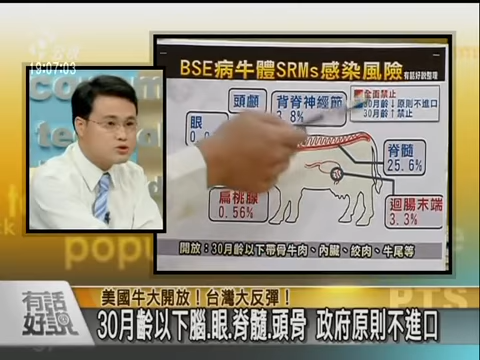 19:07:03
BSE病牛體SRMs感染風險
有話好說整理
頭顱
背脊神經節
3.8%
全面禁止
30月齡↓原則不進口
30月齡↑禁止
眼
脊髓
25.6%
扁桃腺
0.56%
迴腸末端
3.3%
開放：30月齡以下帶骨牛肉、內臟、絞肉、牛尾等
PTS
有話好說
美國牛大開放！台灣大反彈！
30月齡以下腦.眼.脊髓.頭骨 政府原則不進口